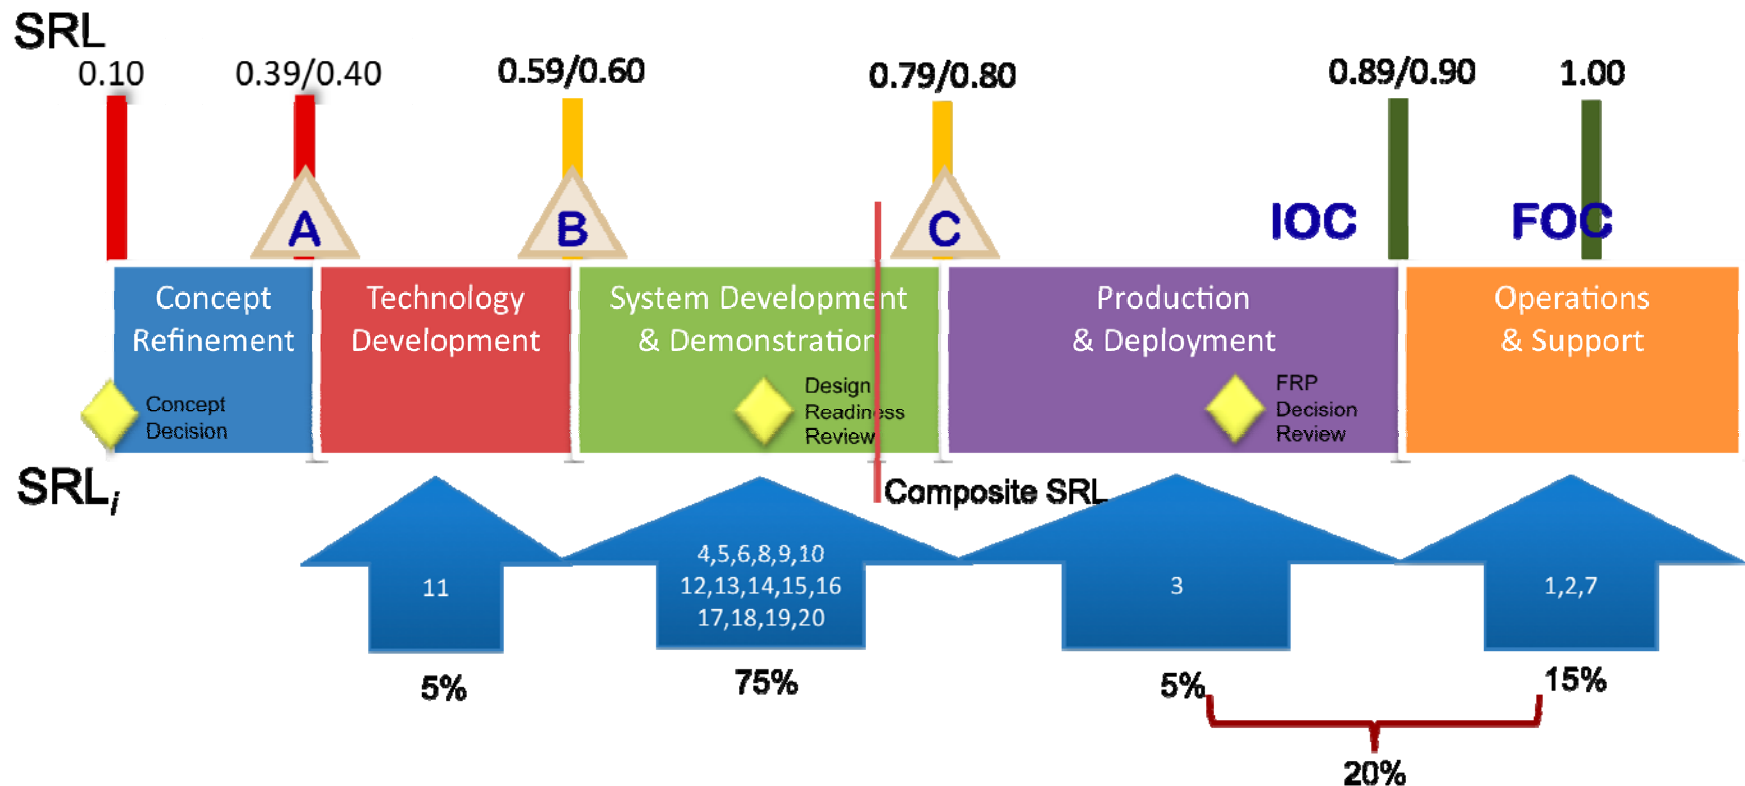 SRL
0.10
0.39/0.40
0.59/0.60
0.79/0.80
0.89/0.90
1.00
A
B
C
IOC
FOC
Concept
Refinement
Technology
Development
System Development
& Demonstration
Production
& Deployment
Operations
& Support
Concept
Decision
Design
Readiness
Review
FRP
Decision
Review
SRLi
Composite SRL
11
4,5,6,8,9,10
12,13,14,15,16
17,18,19,20
3
1,2,7
5%
75%
5%
15%
20%